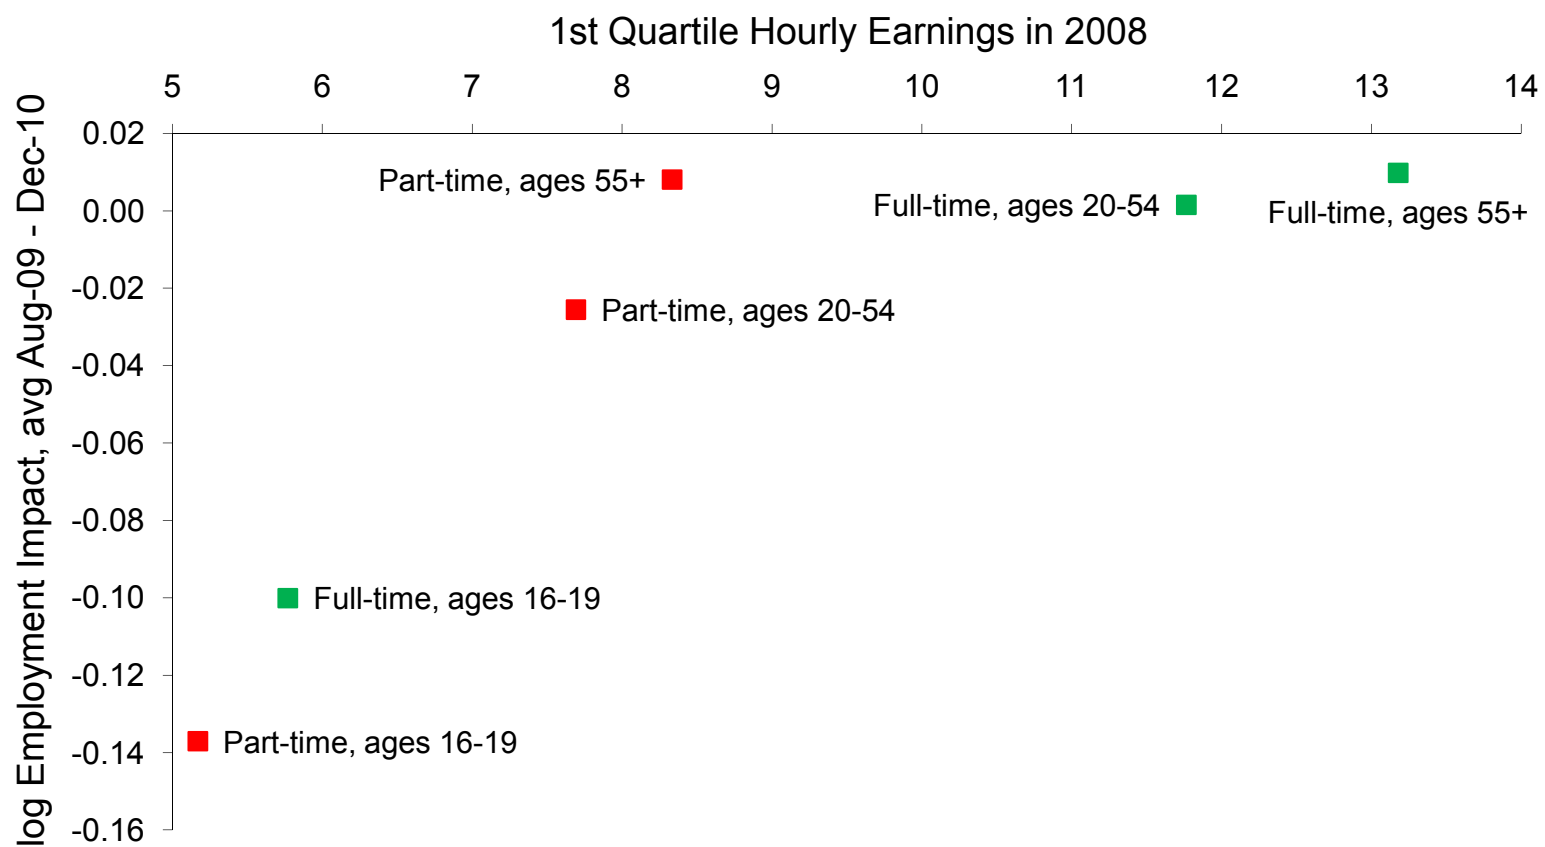 1st Quartile Hourly Earnings in 2008
5 6 7 8 9 10 11 12 13 14
log Employment Impact, avg Aug-09 - Dec-10
0.02
Part-time, ages 55+
Full-time, ages 20-54
0.00
Full-time, ages 55+
-0.02
Part-time, ages 20-54
-0.04
-0.06
-0.08
-0.10
Full-time, ages 16-19
-0.12
Part-time, ages 16-19
-0.14
-0.16